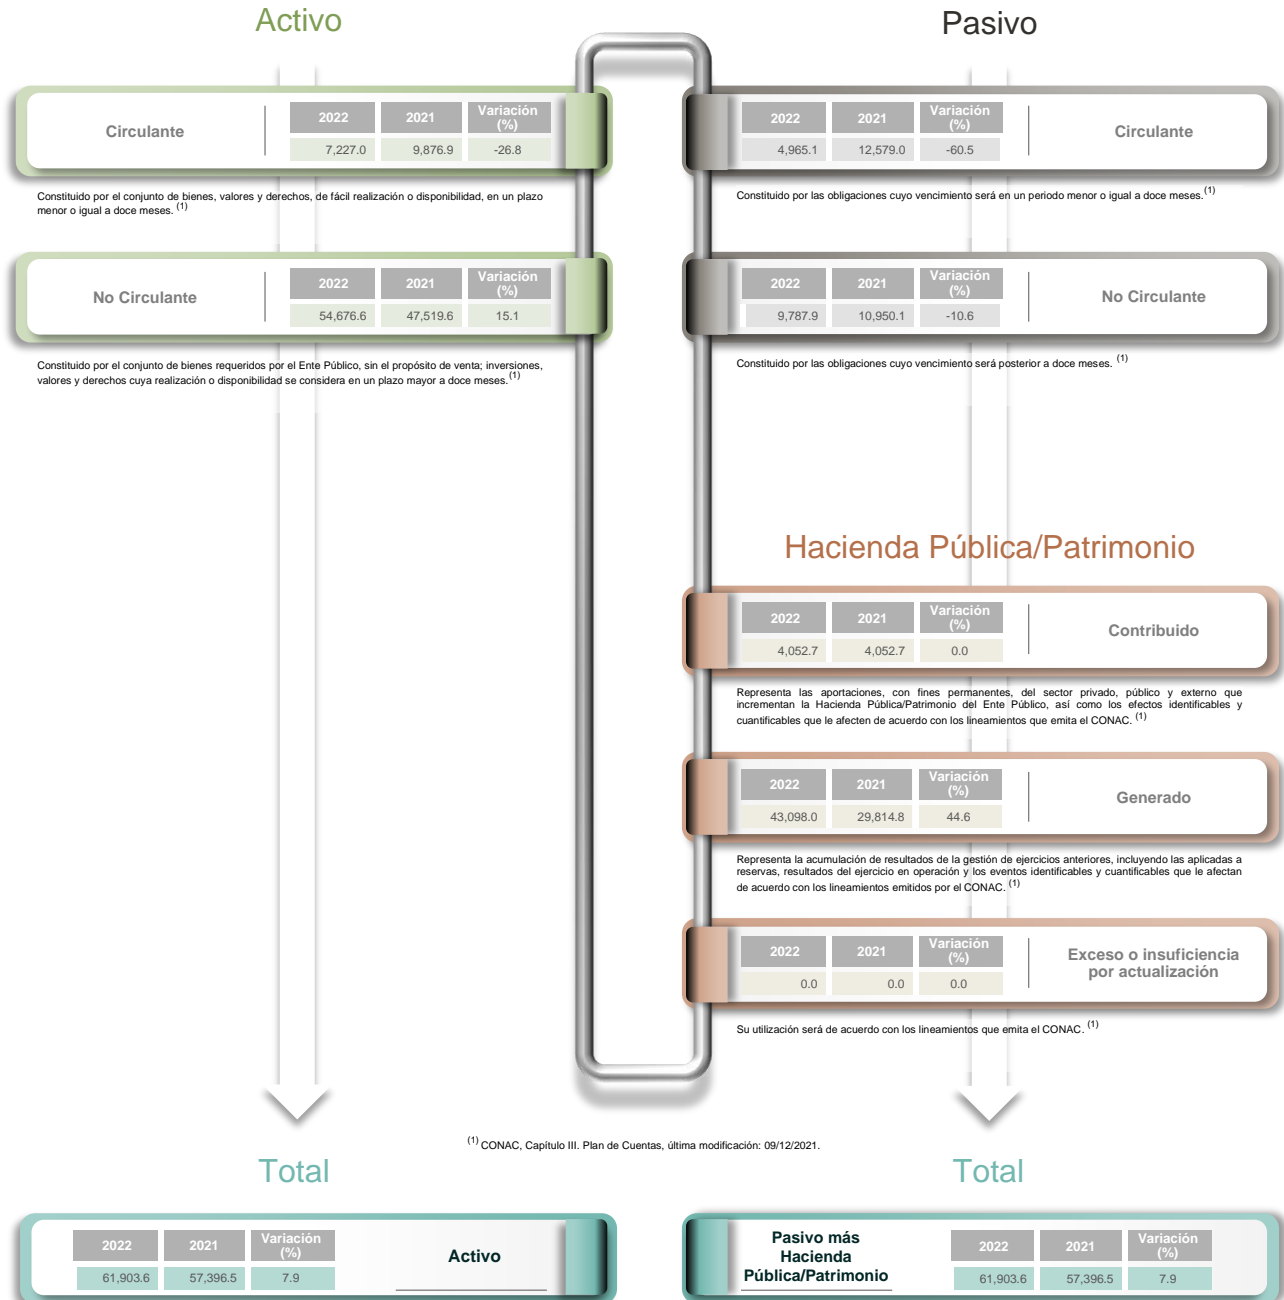 Activo
Circulante
2022 2021 Variación (%)
7,227.0 9,876.9 -26.8
Constituido por el conjunto de bienes, valores y derechos, de fácil realización o disponibilidad, en un plazo
menor o igual a doce meses. (1)
No Circulante
2022 2021 Variación (%)
54,676.6 47,519.6 15.1
Constituido por el conjunto de bienes requeridos por el Ente Público, sin el propósito de venta; inversiones,
valores y derechos cuya realización o disponibilidad se considera en un plazo mayor a doce meses. (1)
Pasivo
2022 2021 Variación (%)
4,965.1 12,579.0 -60.5
Circulante
Constituido por las obligaciones cuyo vencimiento será en un periodo menor o igual a doce meses. (1)
2022 2021 Variación (%)
9,787.9 10,950.1 -10.6
No Circulante
Constituido por las obligaciones cuyo vencimiento será posterior a doce meses. (1)
Hacienda Pública/Patrimonio
2022 2021 Variación (%)
4,052.7 4,052.7 0.0
Contribuido
Representa las aportaciones, con fines permanentes, del sector privado, público y externo que
incrementan la Hacienda Pública/Patrimonio del Ente Público, así como los efectos identificables y
cuantificables que le afecten de acuerdo con los lineamientos que emita el CONAC. (1)
2022 2021 Variación (%)
43,098.0 29,814.8 44.6
Generado
Representa la acumulación de resultados de la gestión de ejercicios anteriores, incluyendo las aplicadas a
reservas, resultados del ejercicio en operación y los eventos identificables y cuantificables que le afectan
de acuerdo con los lineamientos emitidos por el CONAC. (1)
2022 2021 Variación (%)
0.0 0.0 0.0
Exceso o insuficiencia
por actualización
Su utilización será de acuerdo con los lineamientos que emita el CONAC. (1)
(1) CONAC, Capítulo III. Plan de Cuentas, última modificación: 09/12/2021.
Total
2022 2021 Variación (%)
61,903.6 57,396.5 7.9
Activo
Total
Pasivo más
Hacienda
Pública/Patrimonio
2022 2021 Variación (%)
61,903.6 57,396.5 7.9